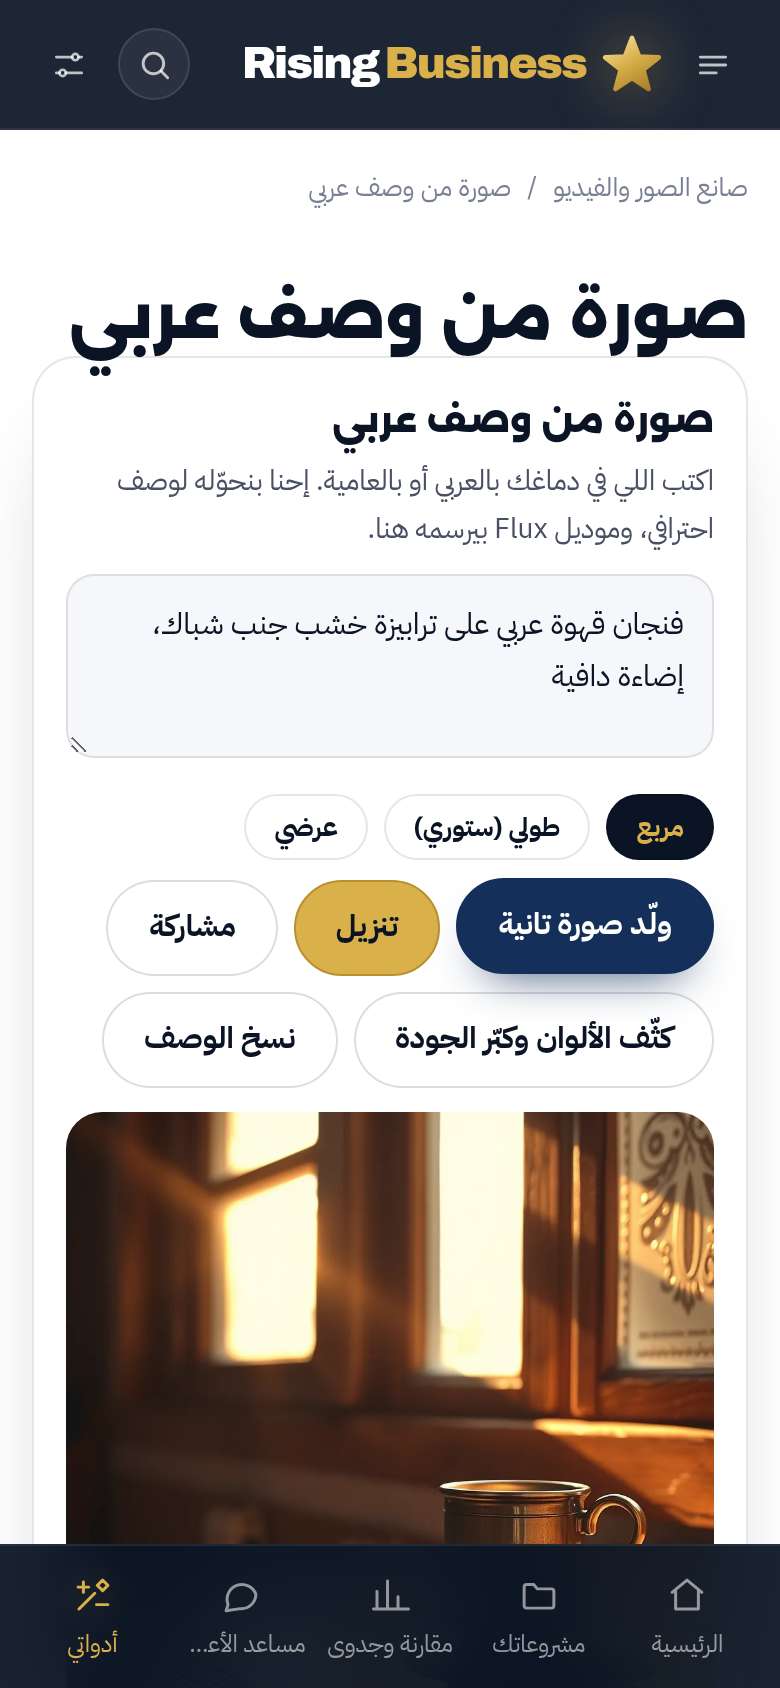 Rising Business
صانع الصور والفيديو / صورة من وصف عربي
صورة من وصف عربي
صورة من وصف عربي
اكتب اللي في دماغك بالعربي أو بالعامية. إحنا بنحوّله لوصف
احترافي، وموديل Flux بيرسمه هنا.
فنجان قهوة عربي على ترابيزة خشب جنب شباك،
إضاءة دافية
مربع
طولي (ستوري)
عرضي
ولّد صورة تانية
تنزيل
مشاركة
كثّف الألوان وكبّر الجودة
نسخ الوصف
الرئيسية
مشروعاتك
مقارنة وجدوى
مساعد الأع...
أدواتي